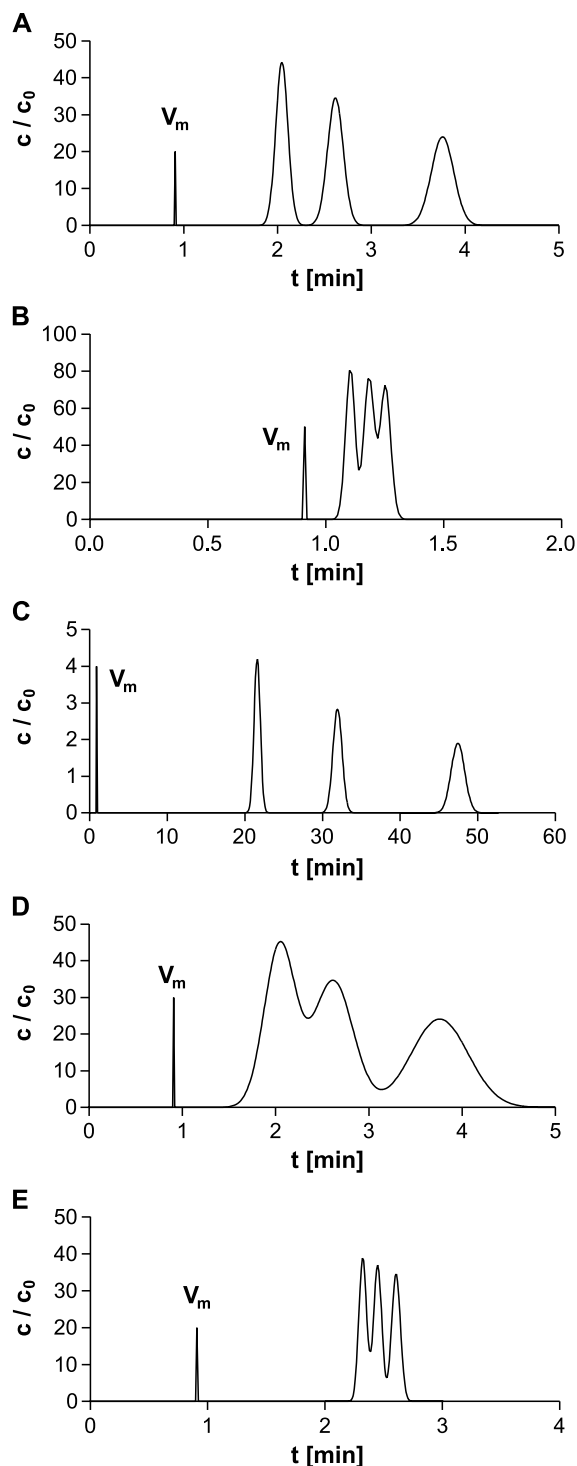 A
50
40
30
20
10
0
c / c₀
Vₘ
0 1 2 3 4 5
t [min]
B
100
80
60
40
20
0
c / c₀
Vₘ
0.0 0.5 1.0 1.5 2.0
t [min]
C
5
4
3
2
1
0
c / c₀
Vₘ
0 10 20 30 40 50 60
t [min]
D
50
40
30
20
10
0
c / c₀
Vₘ
0 1 2 3 4 5
t [min]
E
50
40
30
20
10
0
c / c₀
Vₘ
0 1 2 3 4
t [min]